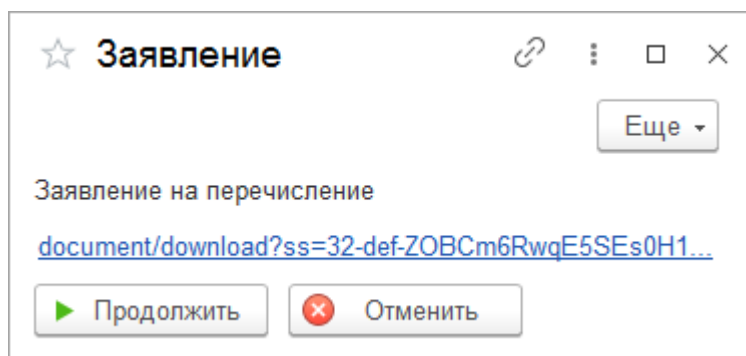 Заявление
Еще
Заявление на перечисление
document/download?ss=32-def-ZOBCm6RwqE5SEs0H1...
Продолжить Отменить